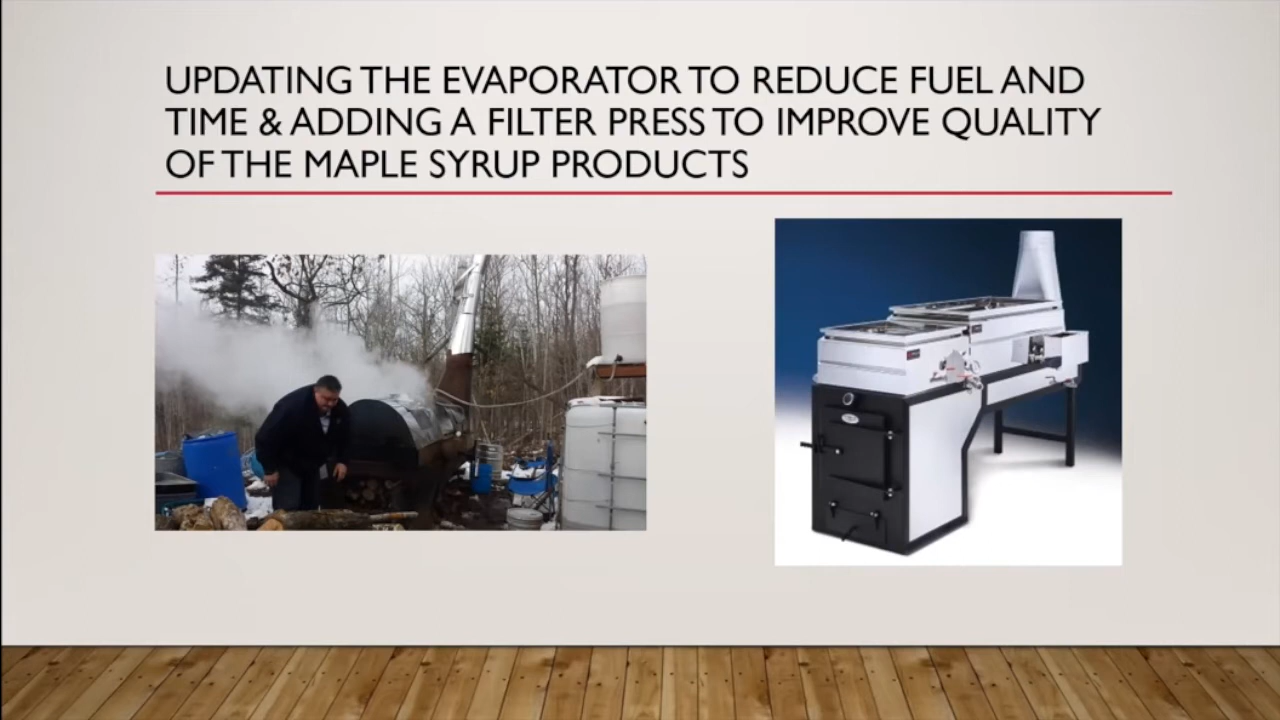 UPDATING THE EVAPORATOR TO REDUCE FUEL AND
TIME & ADDING A FILTER PRESS TO IMPROVE QUALITY
OF THE MAPLE SYRUP PRODUCTS